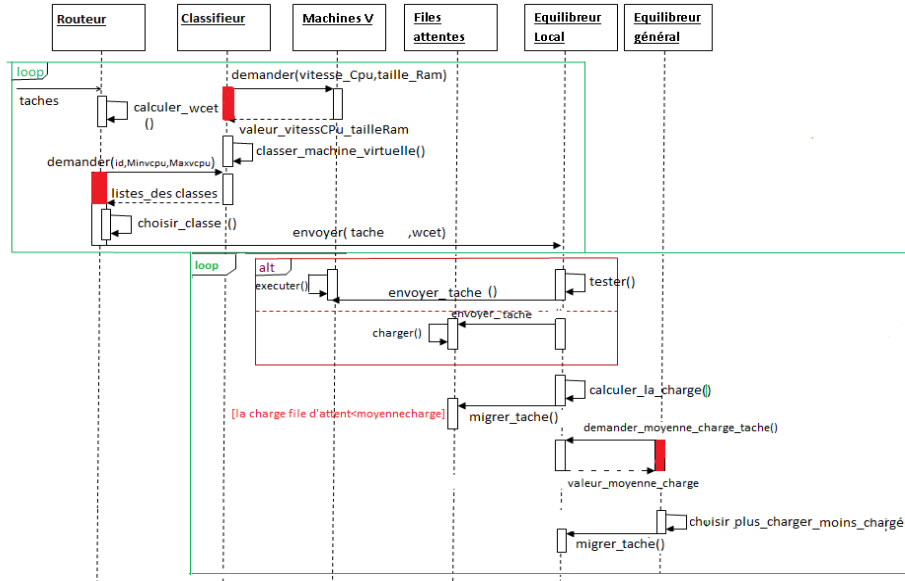 Routeur
Classifieur
Machines V
Files
attentes
Equilibreur
Local
Equilibreur
général
loop
demander(vitesse_Cpu,taille_Ram)
taches
calculer_wcet
()
valeur_vitessCPu_tailleRam
classer_machine_virtuelle()
demander(id,Minvcpu,Maxvcpu)
listes_des classes
choisir_classe ()
envoyer( tache ,wcet)
loop
alt
executer()
tester()
envoyer_tache ()
envoyer_tache
charger()
calculer_la_charge()
[la charge file d'attent<moyennecharge]
migrer_tache()
demander_moyenne_charge_tache()
valeur_moyenne_charge
choisir plus_charger_moins_chargé
migrer_tache()